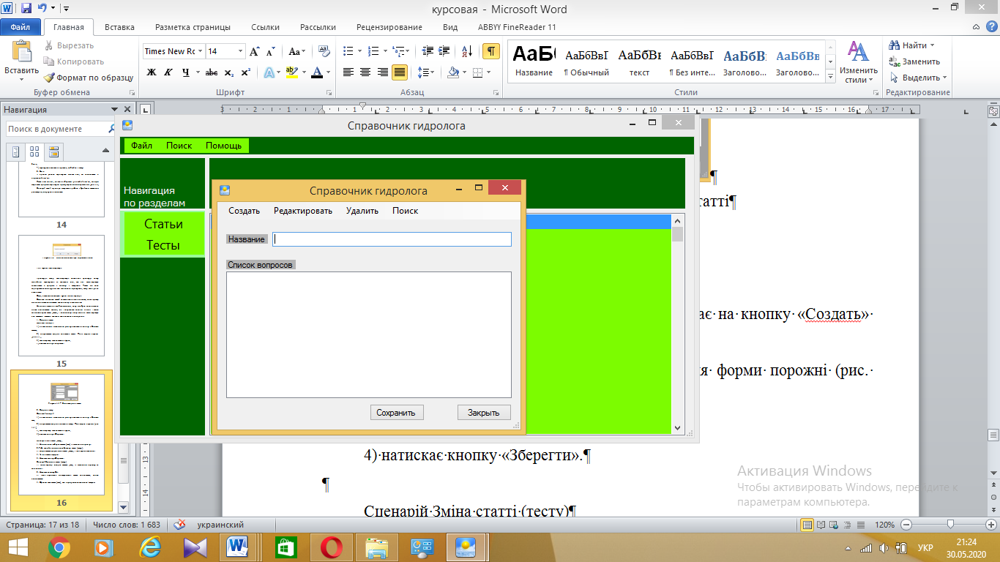 курсовая - Microsoft Word
Файл Главная Вставка Разметка страницы Ссылки Рассылки Рецензирование Вид ABBYY FineReader 11
Вставить
Вырезать
Копировать
Формат по образцу
Буфер обмена
Times New Ro 14
Шрифт
Абзац
АаБб АаБбВвГ АаБбВв АаБбВвГ АаБбВв АаБбВв
Название ¶ Обычный текст ¶ Без инте... Заголово... Заголово...
Стили
Изменить стили
Найти
Заменить
Выделить
Редактирование
Навигация
Поиск в документе
14
15
16
Справочник гидролога
Файл Поиск Помощь
Навигация
по разделам
Статьи
Тесты
Справочник гидролога
Создать Редактировать Удалить Поиск
Название
Список вопросов
Сохранить Закрыть
¶
татті¶
ає· на· кнопку· «Создать»·
ія· форми· порожні· (рис.·
4)·натискає·кнопку·«Зберегти».¶
¶
Сценарій·Зміна·статті·(тесту)¶
Активация Windows
Чтобы активировать Windows, перейдите к
параметрам компьютера.
Страница: 17 из 18 Число слов: 1 683 украинский 120%
УКР
21:24
30.05.2020